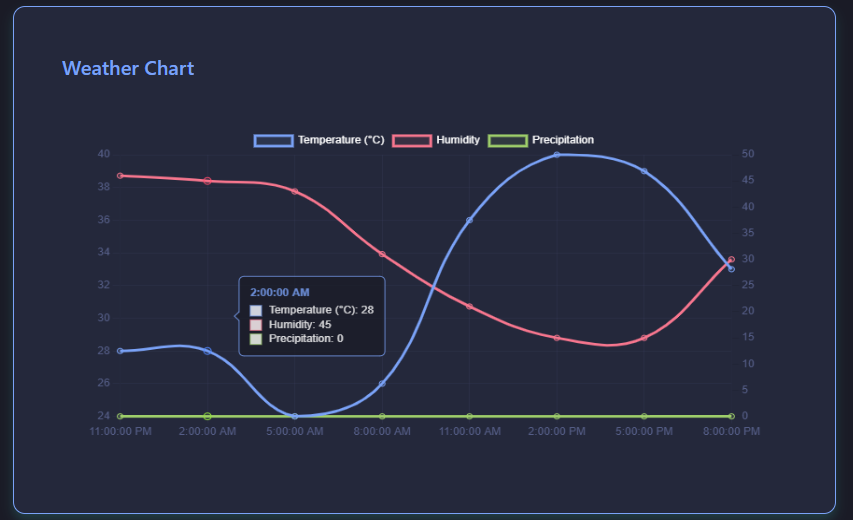 Weather Chart
Temperature (°C) Humidity Precipitation
40 50
38 45
40
36 35
34 30
32 25
2:00:00 AM
Temperature (°C): 28
Humidity: 45
Precipitation: 0
30 20
15
28 10
26 5
24 0
11:00:00 PM 2:00:00 AM 5:00:00 AM 8:00:00 AM 11:00:00 AM 2:00:00 PM 5:00:00 PM 8:00:00 PM